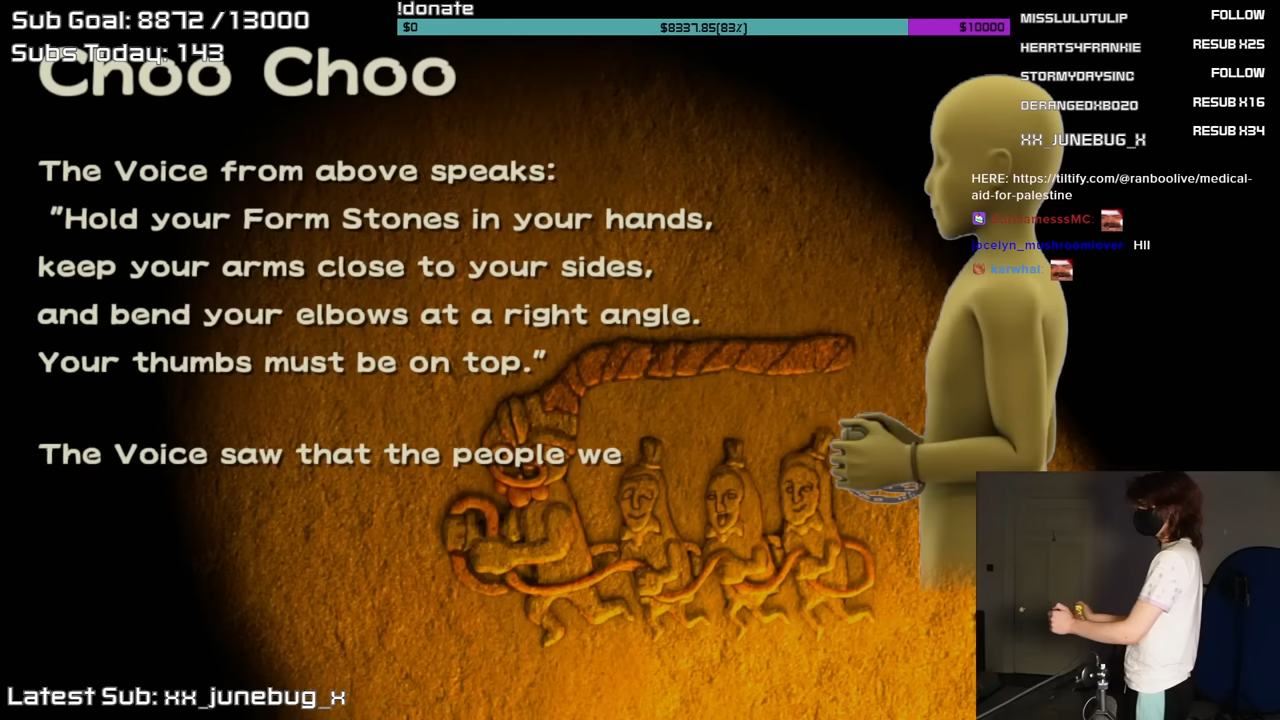 Sub Goal: 8872 /13000
Subs Today: 143
!donate
$0 $8337.85(83%) $10000
MISSLULUTULIP FOLLOW
HEARTS4FRANKIE RESUB X25
STORMYDAYSINC FOLLOW
DERANGEDXB020 RESUB X16
XX_JUNEBUG_X RESUB X34
HERE: https://tiltify.com/@ranboolive/medical-
aid-for-palestine
jocelyn_mushroomlover HII
karwhal:
Choo Choo
The Voice from above speaks:
"Hold your Form Stones in your hands,
keep your arms close to your sides,
and bend your elbows at a right angle.
Your thumbs must be on top."
The Voice saw that the people we
Latest Sub: xx_junebug_x